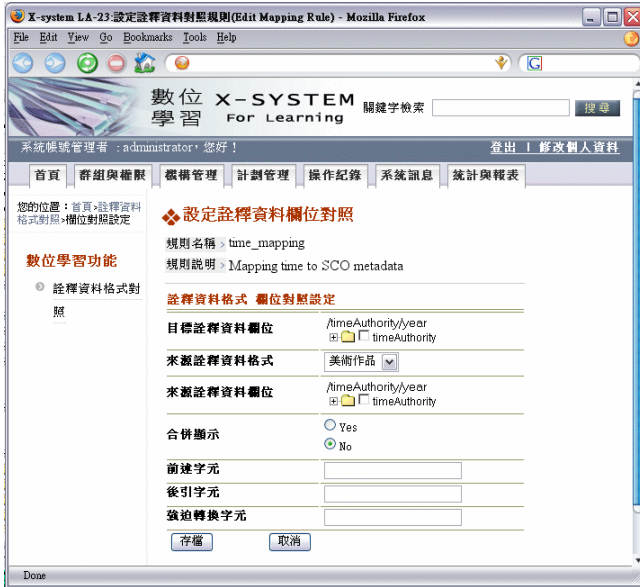 X-system LA-23:設定詮釋資料對照規則(Edit Mapping Rule) - Mozilla Firefox
File Edit View Go Bookmarks Tools Help
G
數位學習 X-SYSTEM For Learning 關鍵字檢索 搜尋
系統帳號管理者 :administrator,您好! 登出 | 修改個人資料
首頁 群組與權限 機構管理 計劃管理 操作紀錄 系統訊息 統計與報表
您的位置:首頁>詮釋資料
格式對照>欄位對照設定
數位學習功能
詮釋資料格式對
照
設定詮釋資料欄位對照
規則名稱 > time_mapping
規則說明 > Mapping time to SCO metadata
詮釋資料格式 欄位對照設定
目標詮釋資料欄位 /timeAuthority/year
timeAuthority
來源詮釋資料格式 美術作品
來源詮釋資料欄位 /timeAuthority/year
timeAuthority
合併顯示 Yes
No
前建字元
後引字元
強迫轉換字元
存檔 取消
Done